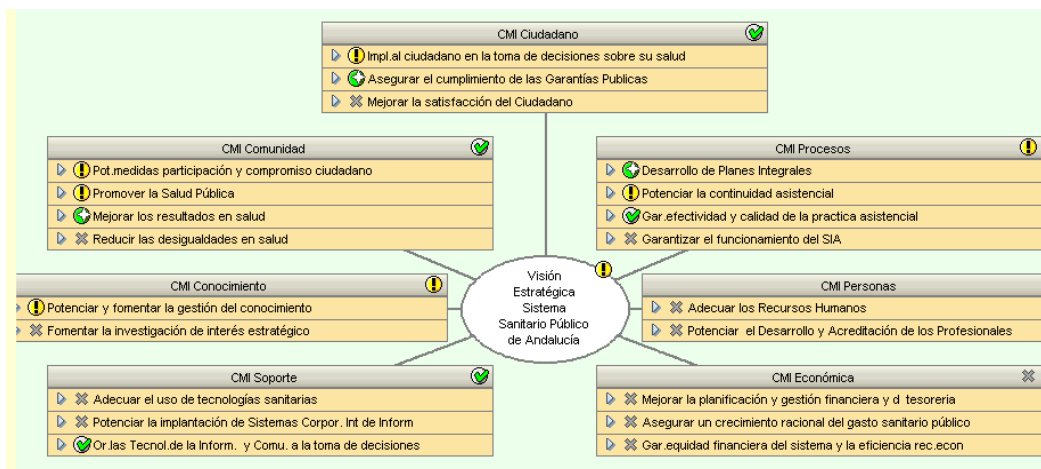 CMI Ciudadano
Impl.al ciudadano en la toma de decisiones sobre su salud
Asegurar el cumplimiento de las Garantías Publicas
Mejorar la satisfacción del Ciudadano
CMI Comunidad
Pot.medidas participación y compromiso ciudadano
Promover la Salud Pública
Mejorar los resultados en salud
Reducir las desigualdades en salud
CMI Procesos
Desarrollo de Planes Integrales
Potenciar la continuidad asistencial
Gar.efectividad y calidad de la practica asistencial
Garantizar el funcionamiento del SIA
CMI Conocimiento
Potenciar y fomentar la gestión del conocimiento
Fomentar la investigación de interés estratégico
Visión
Estratégica
Sistema
Sanitario Público
de Andalucía
CMI Personas
Adecuar los Recursos Humanos
Potenciar el Desarrollo y Acreditación de los Profesionales
CMI Soporte
Adecuar el uso de tecnologías sanitarias
Potenciar la implantación de Sistemas Corpor. Int de Inform
Or.las Tecnol.de la Inform. y Comu. a la toma de decisiones
CMI Económica
Mejorar la planificación y gestión financiera y d tesoreria
Asegurar un crecimiento racional del gasto sanitario público
Gar.equidad financiera del sistema y la eficiencia rec.econ